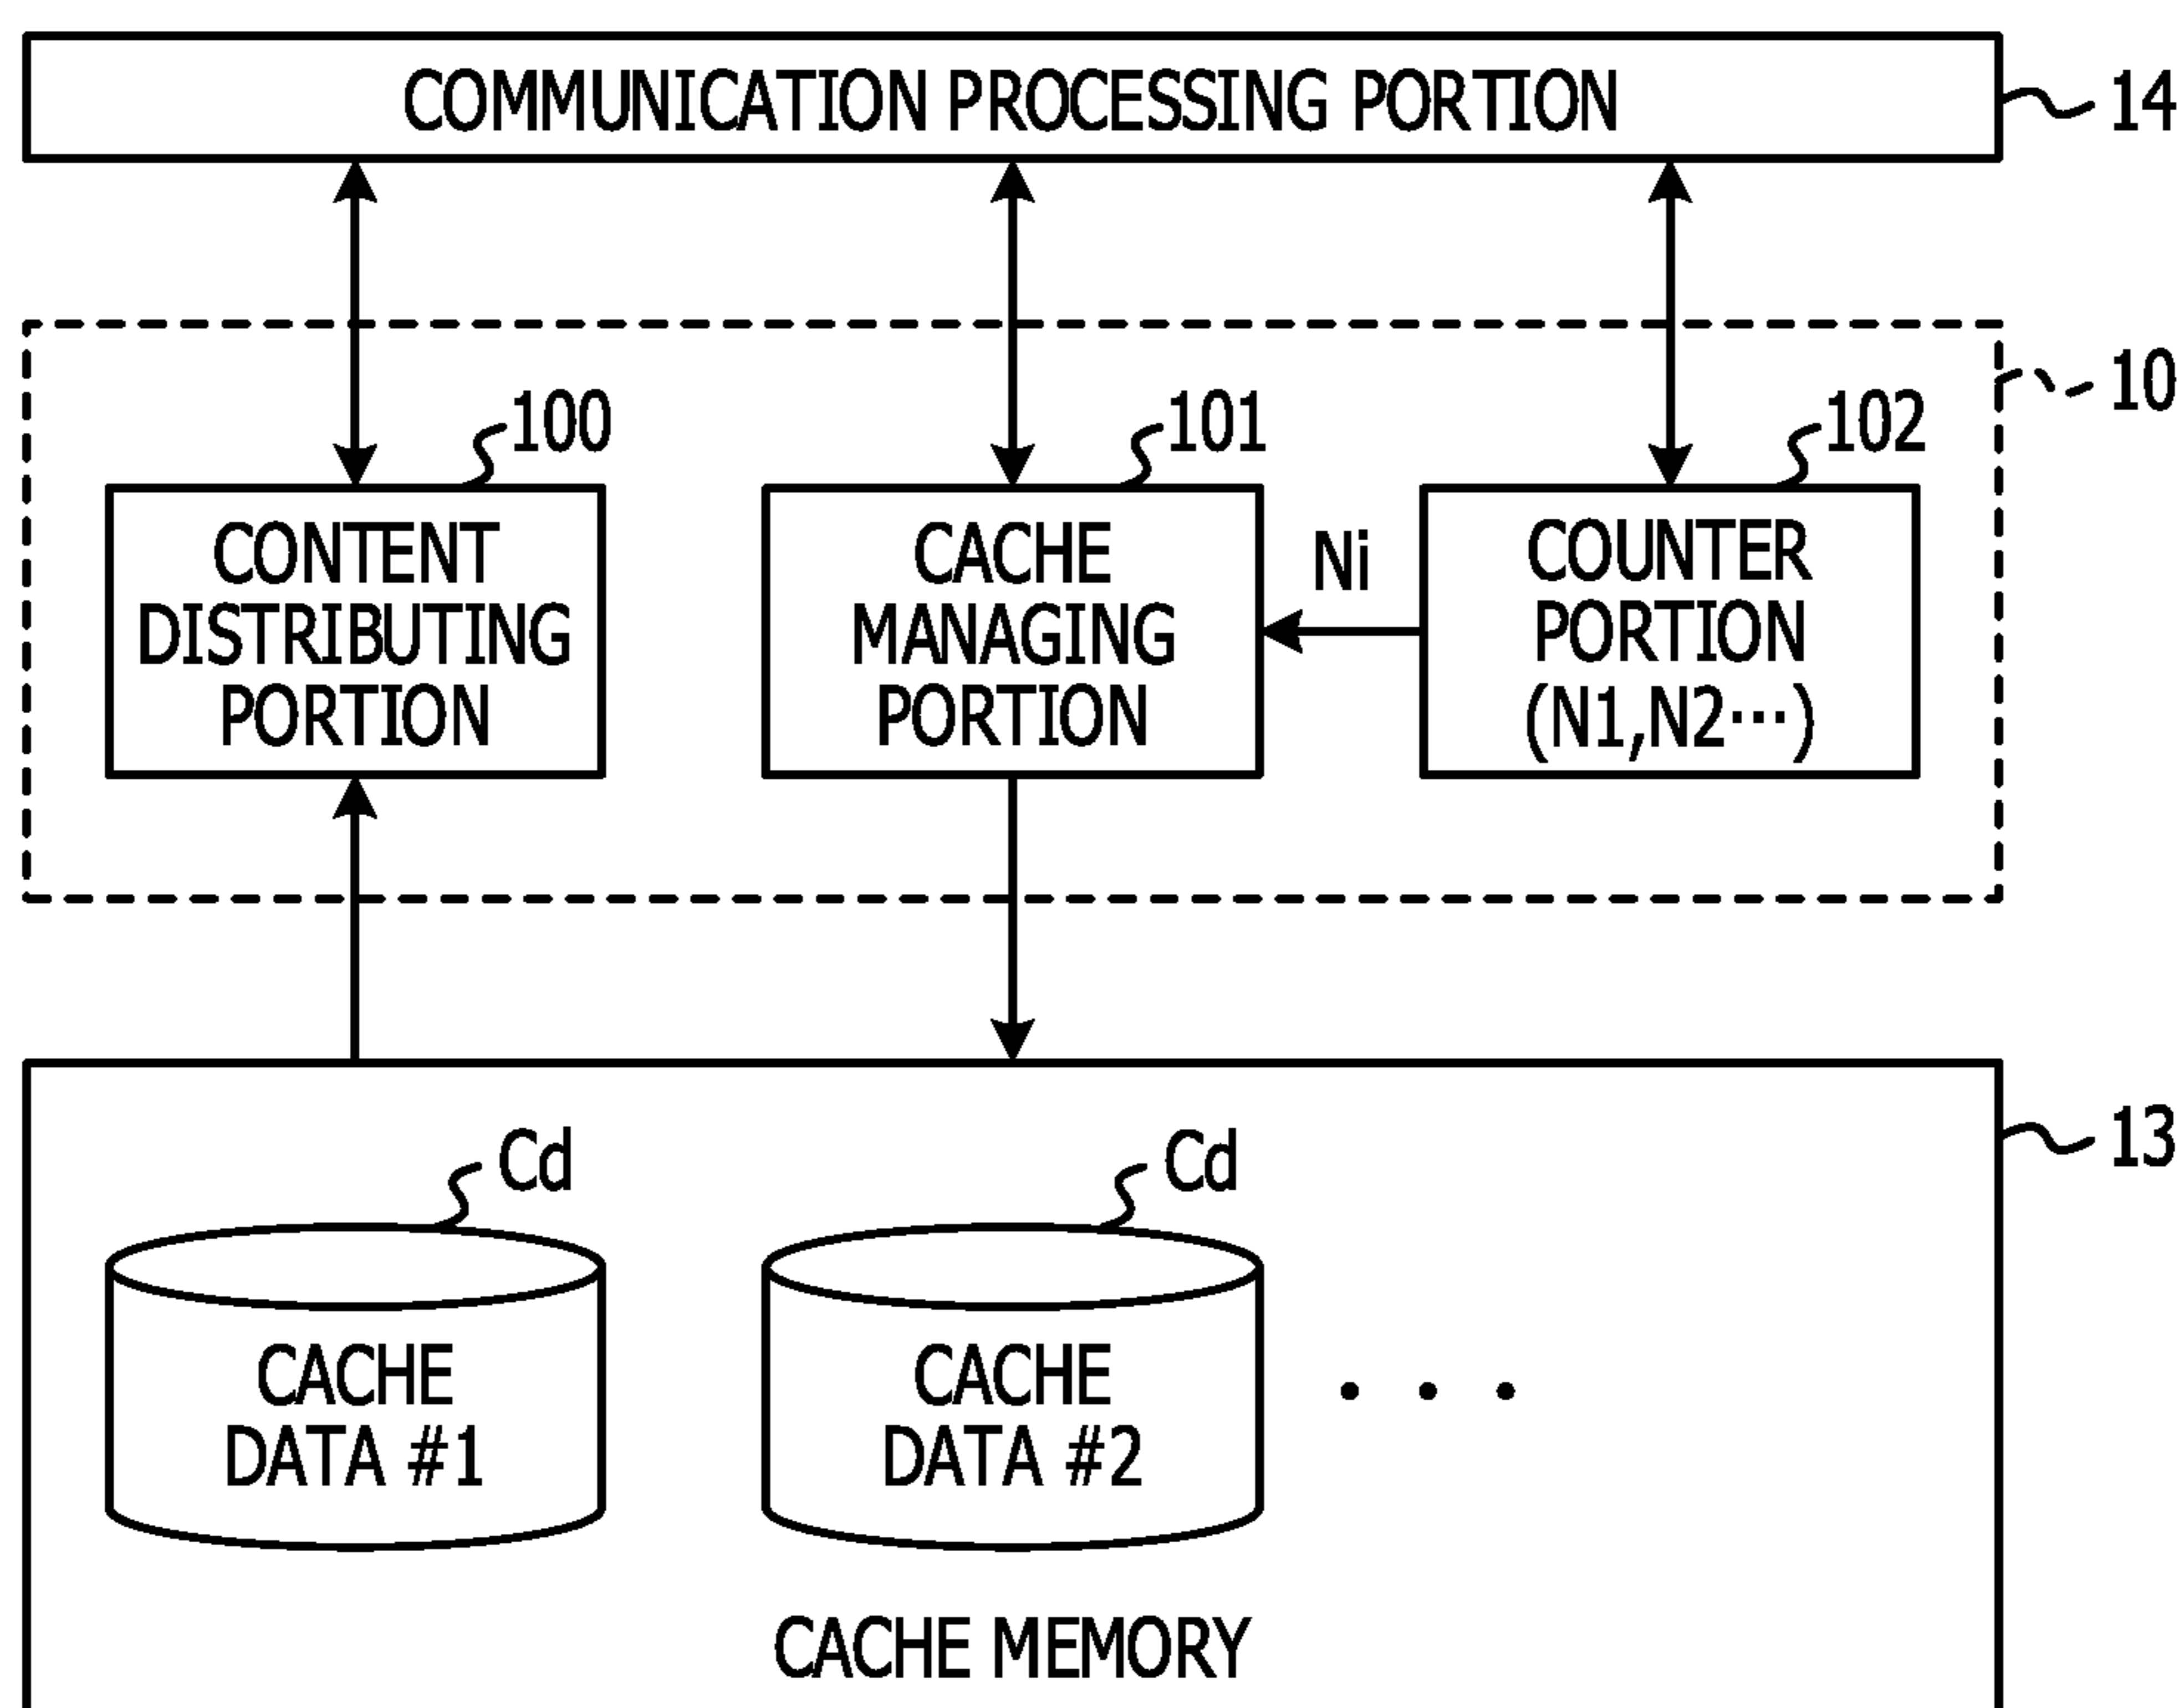 COMMUNICATION PROCESSING PORTION
14
10
100
101
102
CONTENT
DISTRIBUTING
PORTION
CACHE
MANAGING
PORTION
Ni
COUNTER
PORTION
(N1,N2···)
13
Cd
Cd
CACHE
DATA #1
CACHE
DATA #2
• • •
CACHE MEMORY